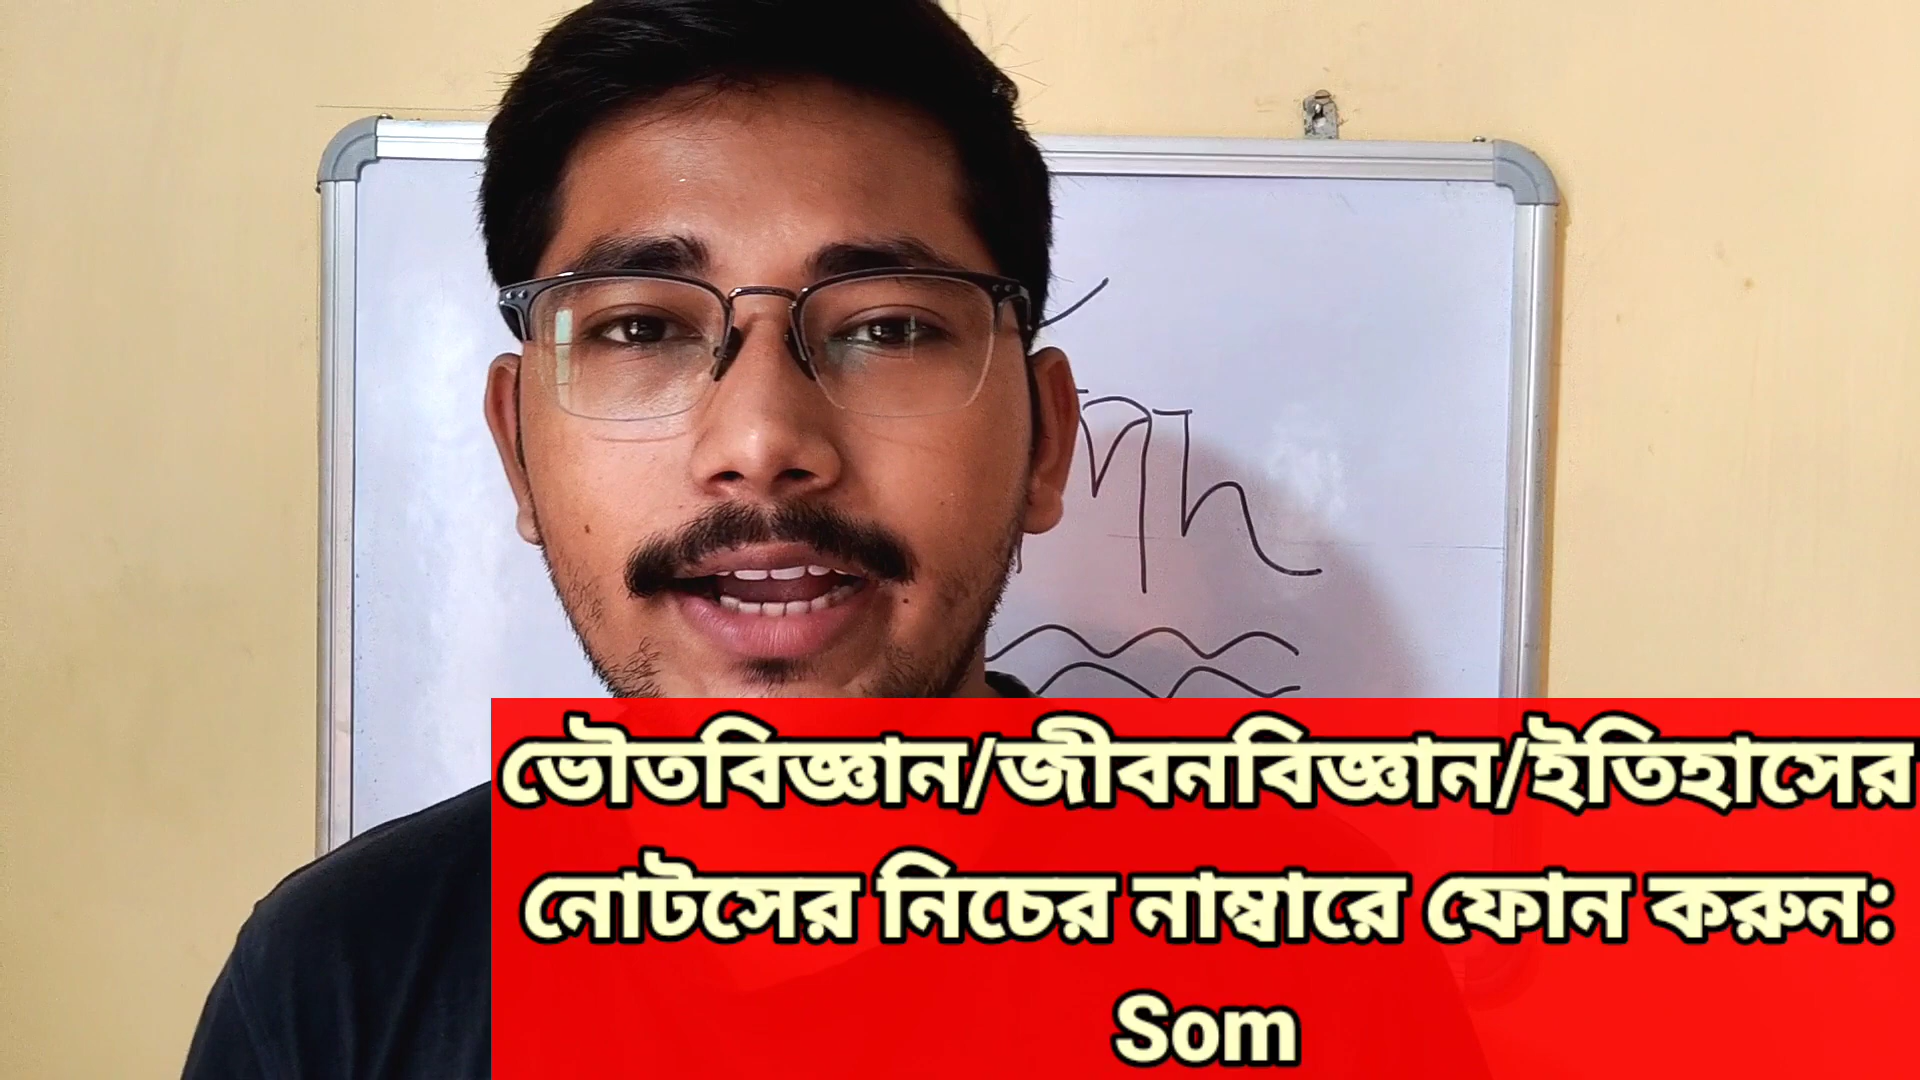 ভৌতবিজ্ঞান/জীবনবিজ্ঞান/ইতিহাসের
নোটসের নিচের নাম্বারে ফোন করুন:
Som